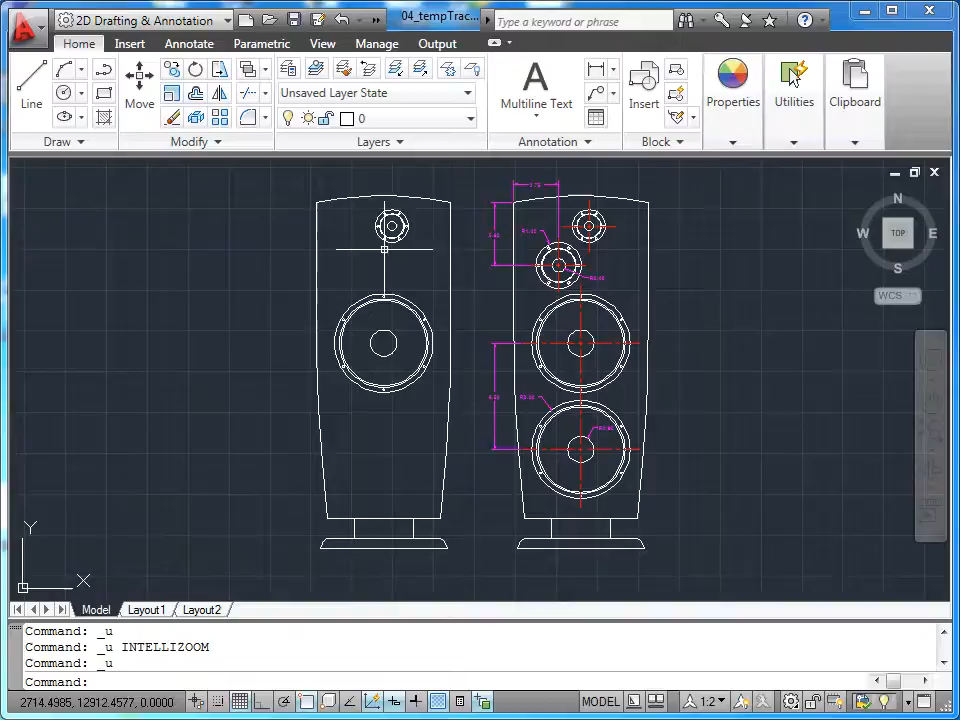 2D Drafting & Annotation
04_tempTrac...
Type a keyword or phrase
Home Insert Annotate Parametric View Manage Output
Line
Move
Unsaved Layer State
0
Multiline Text
Insert
Properties
Utilities
Clipboard
Draw
Modify
Layers
Annotation
Block
N
W TOP E
S
WCS
Y
X
Model Layout1 Layout2
Command: _u
Command: _u INTELLIZOOM
Command: _u
Command:
2714.4985, 12912.4577, 0.0000
MODEL
1:2